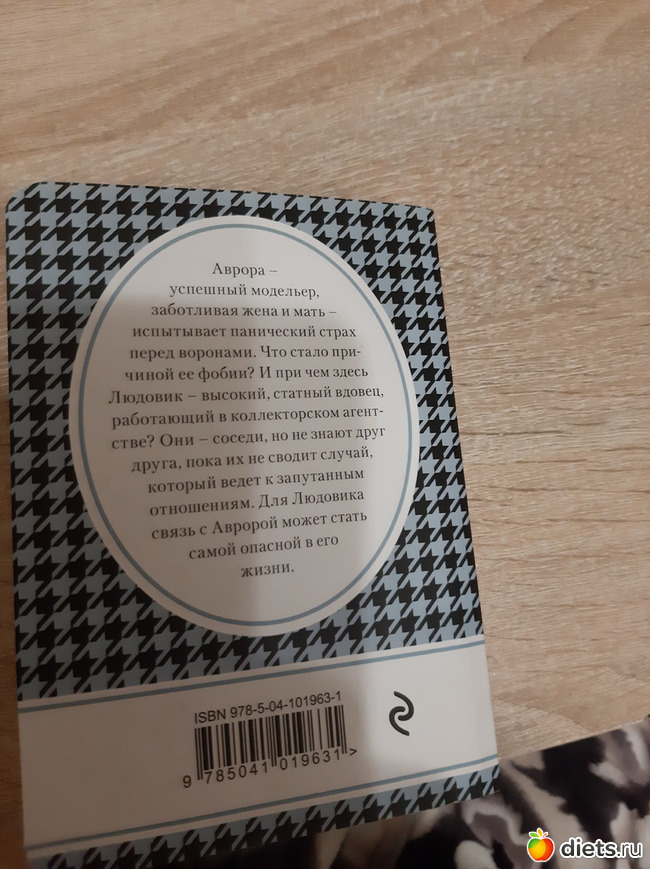 Аврора –
успешный модельер,
заботливая жена и мать –
испытывает панический страх
перед воронами. Что стало при-
чиной ее фобии? И при чем здесь
Людовик – высокий, статный вдовец,
работающий в коллекторском агент-
стве? Они – соседи, но не знают друг
друга, пока их не сводит случай,
который ведет к запутанным
отношениям. Для Людовика
связь с Авророй может стать
самой опасной в его
жизни.
ISBN 978-5-04-101963-1
9 785041 019631 >
diets.ru